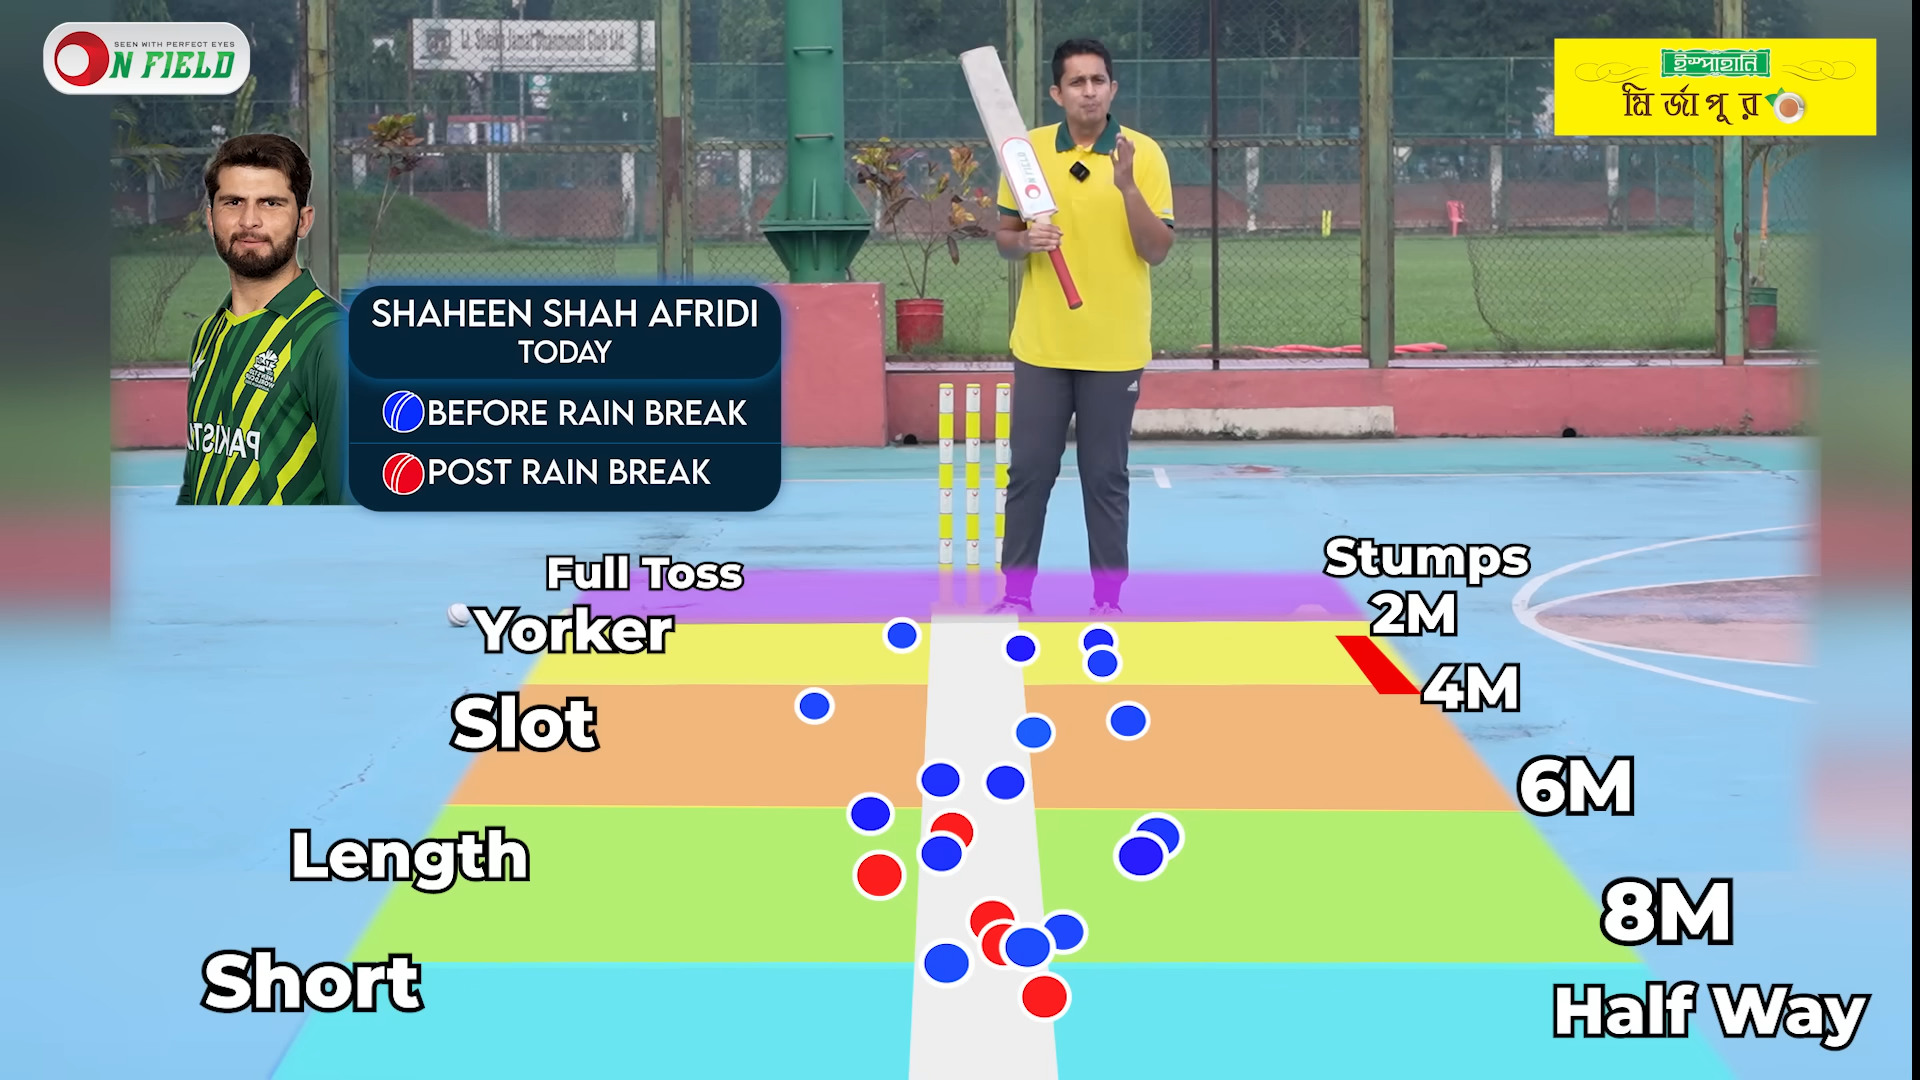 SEEN WITH PERFECT EYES
ON FIELD
ইস্পাহানি
মির্জাপুর
SHAHEEN SHAH AFRIDI
TODAY
BEFORE RAIN BREAK
POST RAIN BREAK
PAKIST
Full Toss
Yorker
Slot
Length
Short
Stumps
2M
4M
6M
8M
Half Way